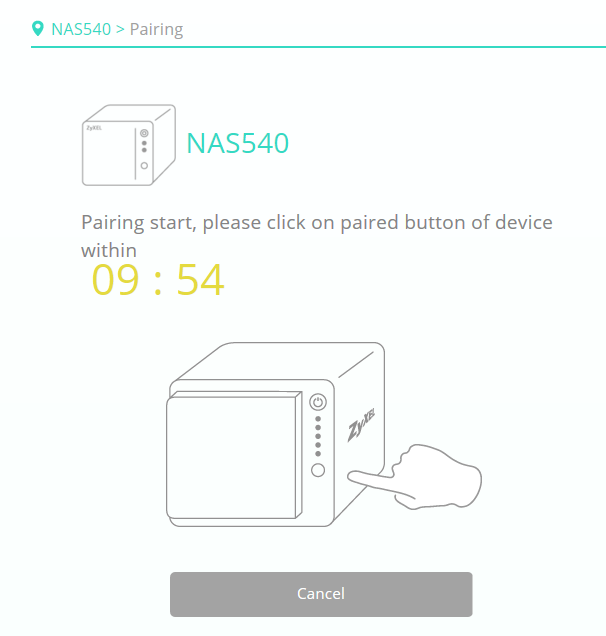 NAS540 > Pairing
ZyXEL
NAS540
Pairing start, please click on paired button of device
within
09 : 54
ZyXEL
Cancel